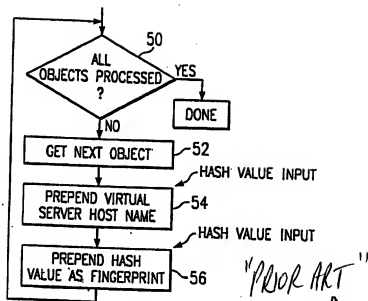 50
ALL
OBJECTS PROCESSED
?
YES
DONE
NO
GET NEXT OBJECT
52
HASH VALUE INPUT
PREPEND VIRTUAL
SERVER HOST NAME
54
HASH VALUE INPUT
PREPEND HASH
VALUE AS FINGERPRINT
56
"PRIOR ART"